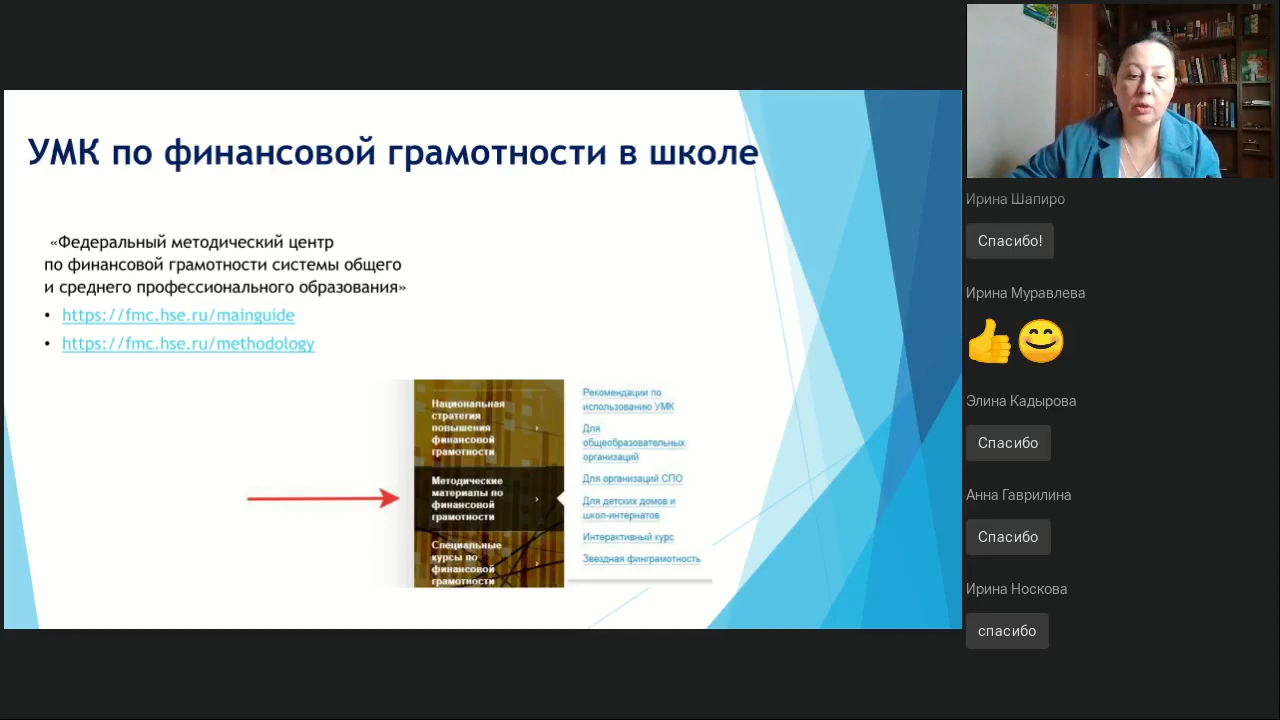 УМК по финансовой грамотности в школе
«Федеральный методический центр
по финансовой грамотности системы общего
и среднего профессионального образования»
• https://fmc.hse.ru/mainguide
• https://fmc.hse.ru/methodology
Национальная
стратегия
повышения
финансовой
грамотности
Методические
материалы по
финансовой
грамотности
Специальные
курсы по
финансовой
грамотности
Рекомендации по
использованию УМК
Для
общеобразовательных
организаций
Для организаций СПО
Для детских домов и
школ-интернатов
Интерактивный курс
Звездная финграмотность
Ирина Шапиро
Спасибо!
Ирина Муравлева
👍😄
Элина Кадырова
Спасибо
Анна Гаврилина
Спасибо
Ирина Носкова
спасибо